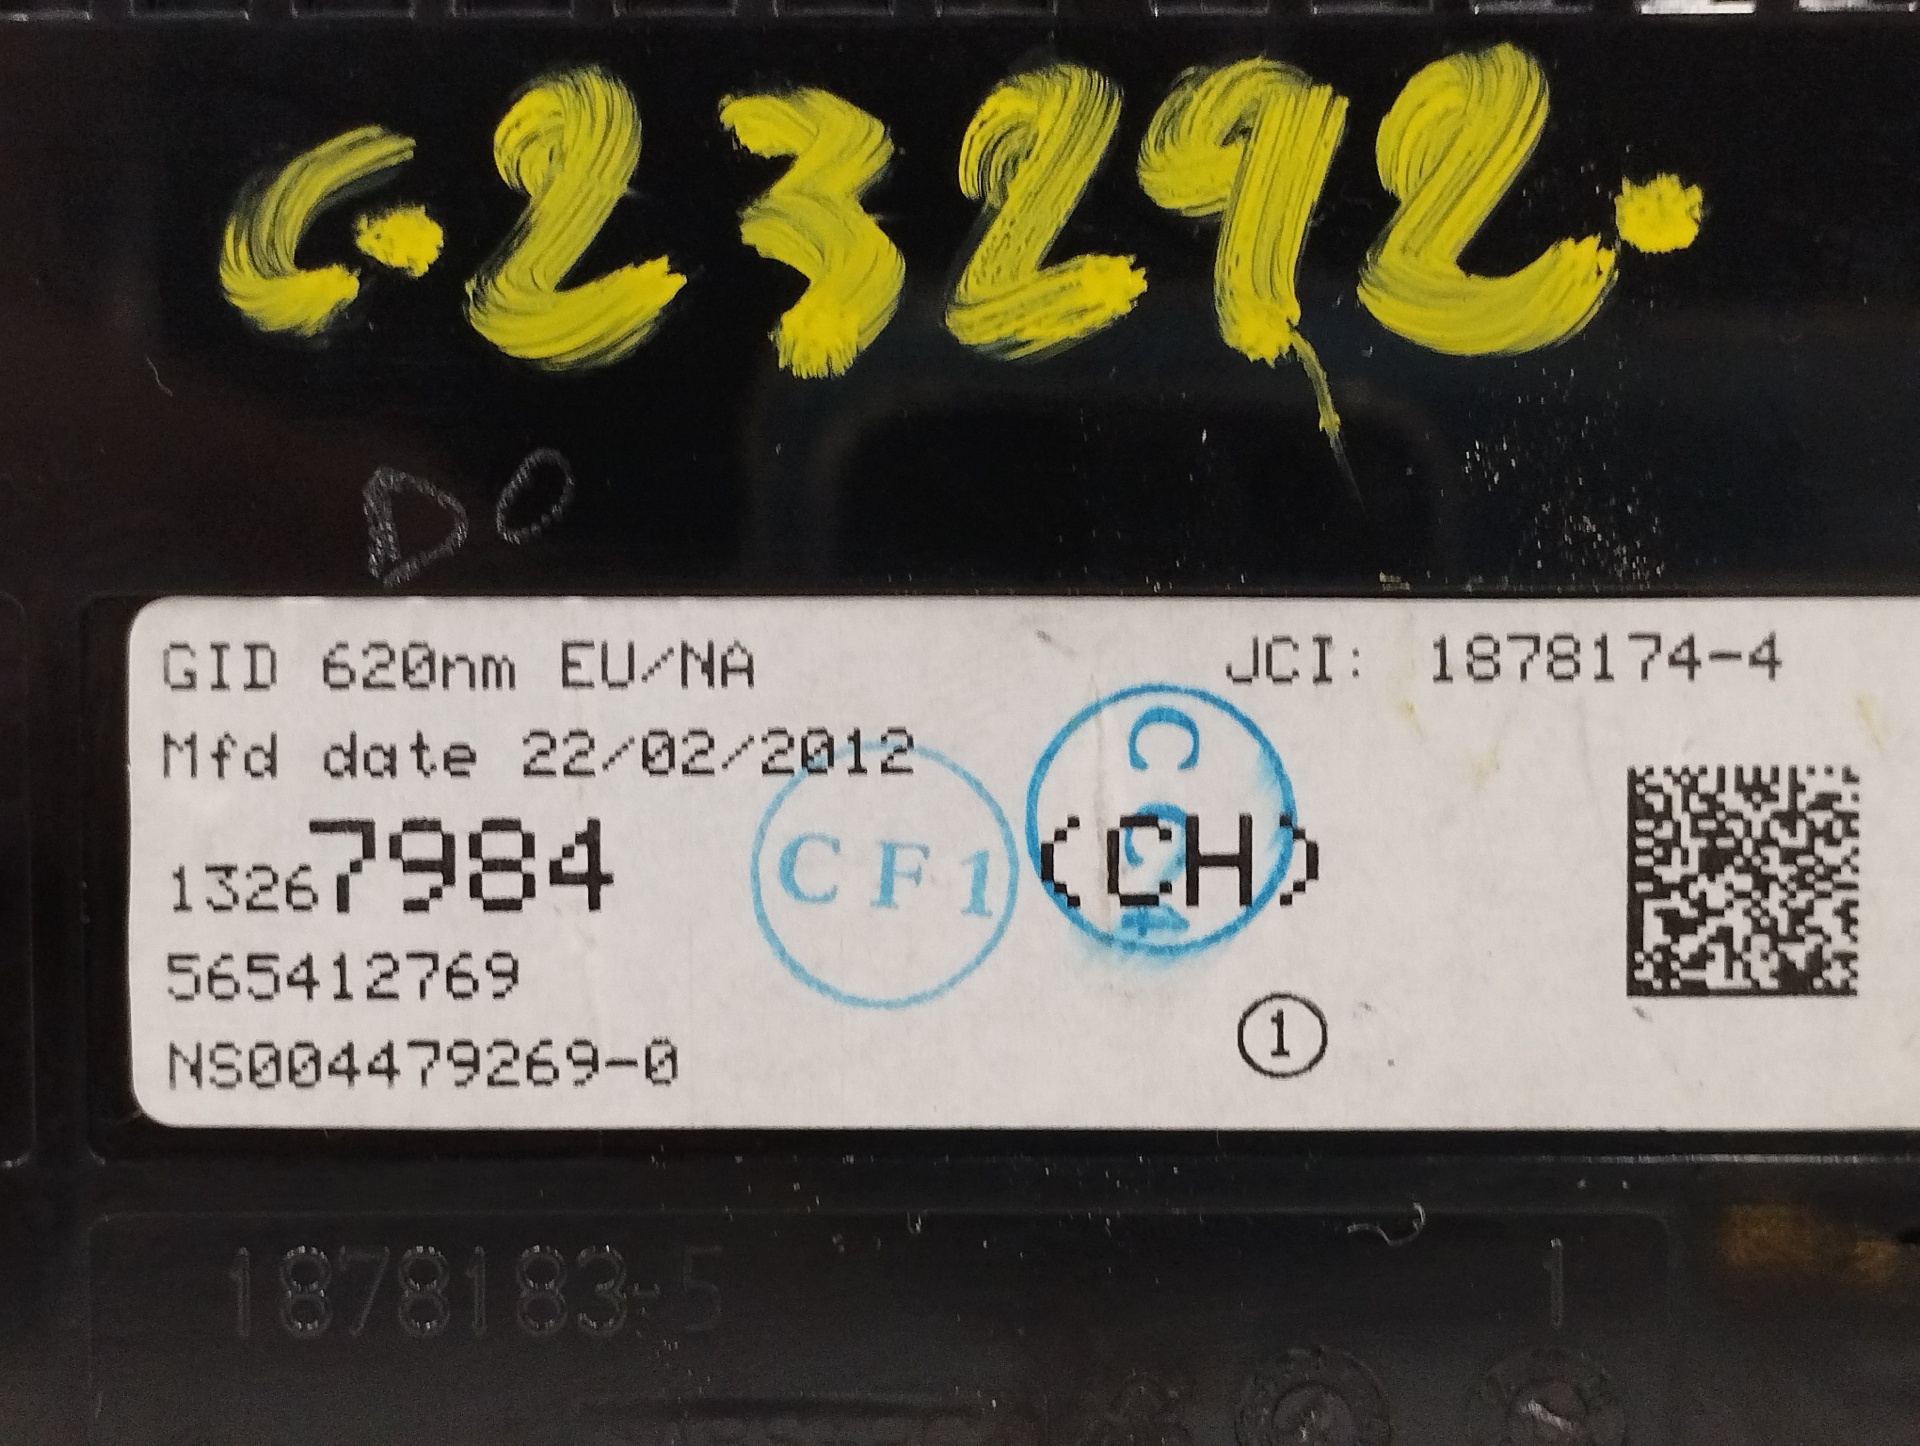 C.23292.
DO
GID 620nm EU/NA
JCI: 1878174-4
Mfd date 22/02/2012
13267984
CF1
(CH)
565412769
1
NS004479269-0
1878183-5
1